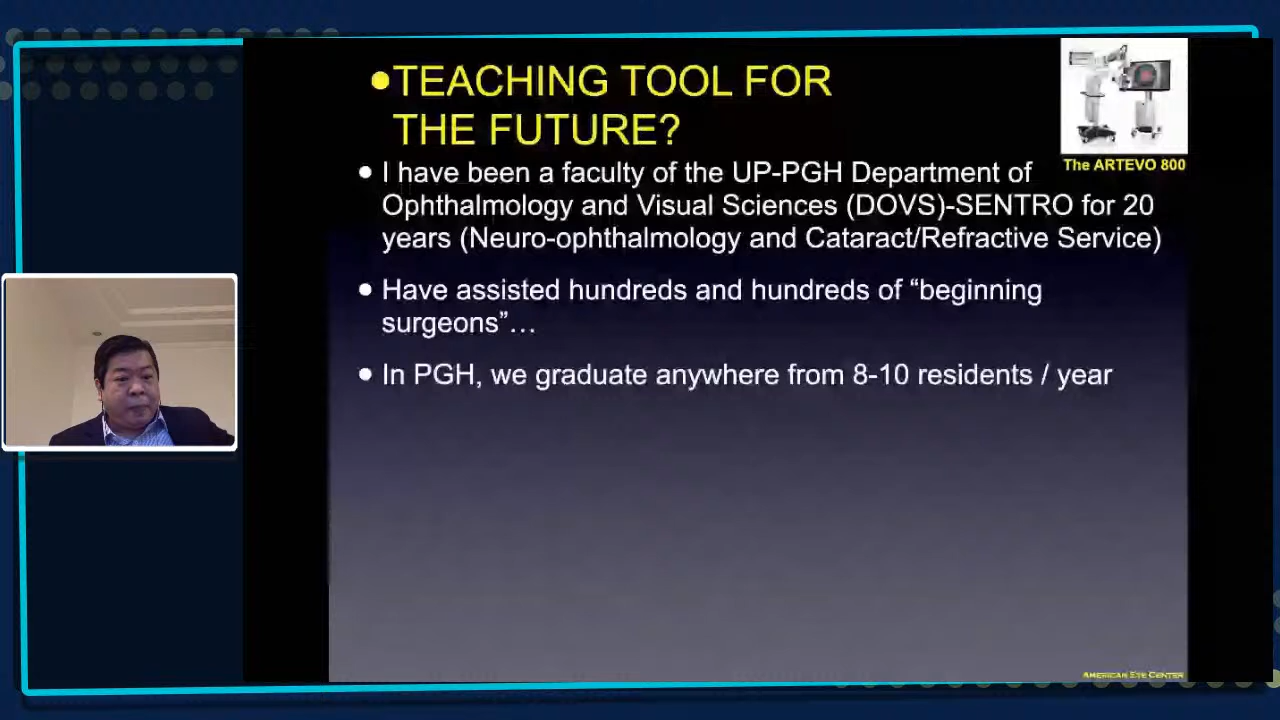 •TEACHING TOOL FOR
THE FUTURE?
The ARTEVO 800
• I have been a faculty of the UP-PGH Department of
Ophthalmology and Visual Sciences (DOVS)-SENTRO for 20
years (Neuro-ophthalmology and Cataract/Refractive Service)
• Have assisted hundreds and hundreds of “beginning
surgeons”…
• In PGH, we graduate anywhere from 8-10 residents / year
AMERICAN EYE CENTER